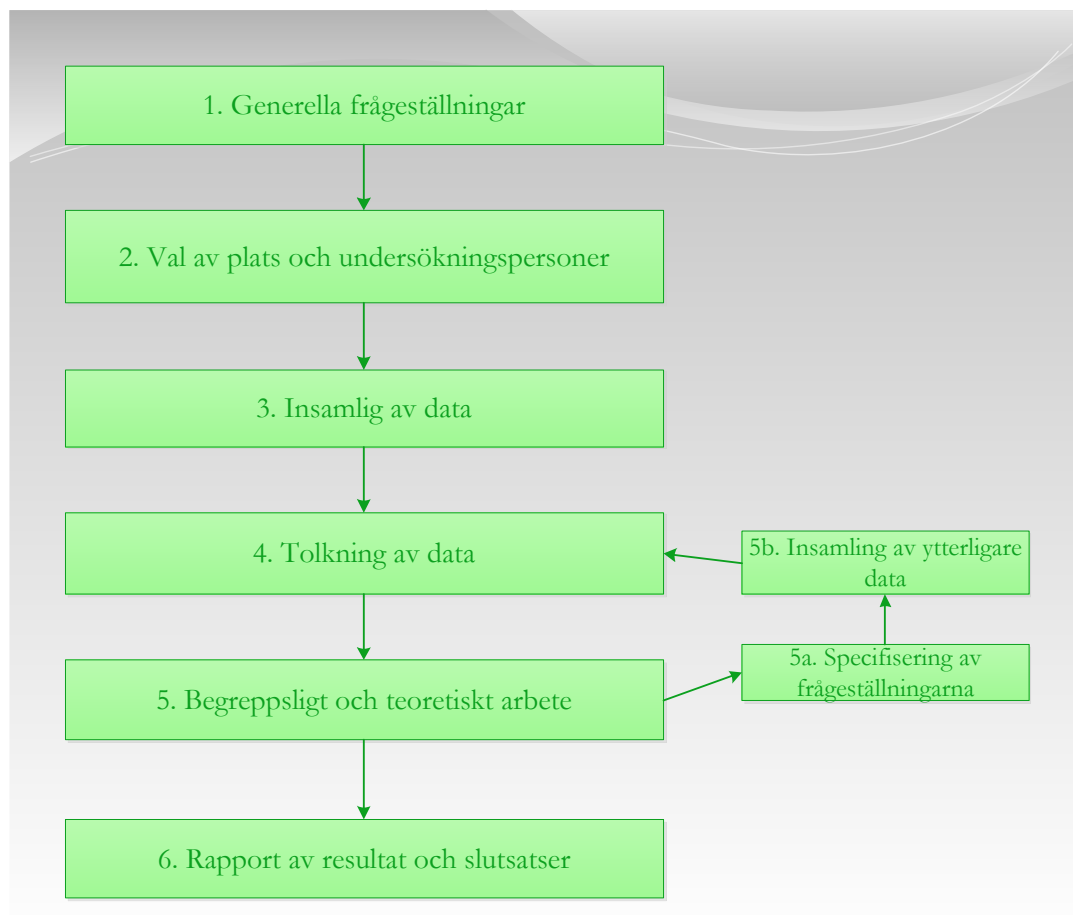 1. Generella frågeställningar
2. Val av plats och undersökningspersoner
3. Insamlig av data
4. Tolkning av data
5b. Insamling av ytterligare
data
5a. Specifisering av
frågeställningarna
5. Begreppsligt och teoretiskt arbete
6. Rapport av resultat och slutsatser